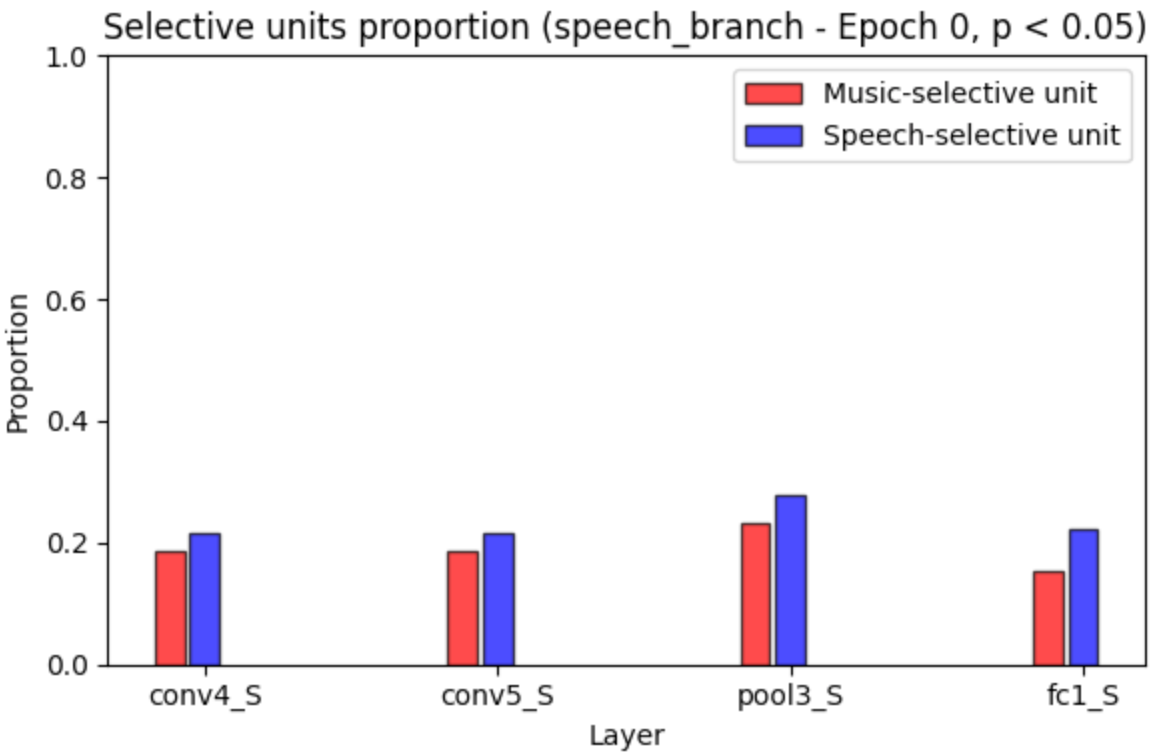 Selective units proportion (speech_branch - Epoch 0, p < 0.05)
1.0
0.8
0.6
0.4
0.2
0.0
Proportion
Music-selective unit
Speech-selective unit
conv4_S conv5_S pool3_S fc1_S
Layer